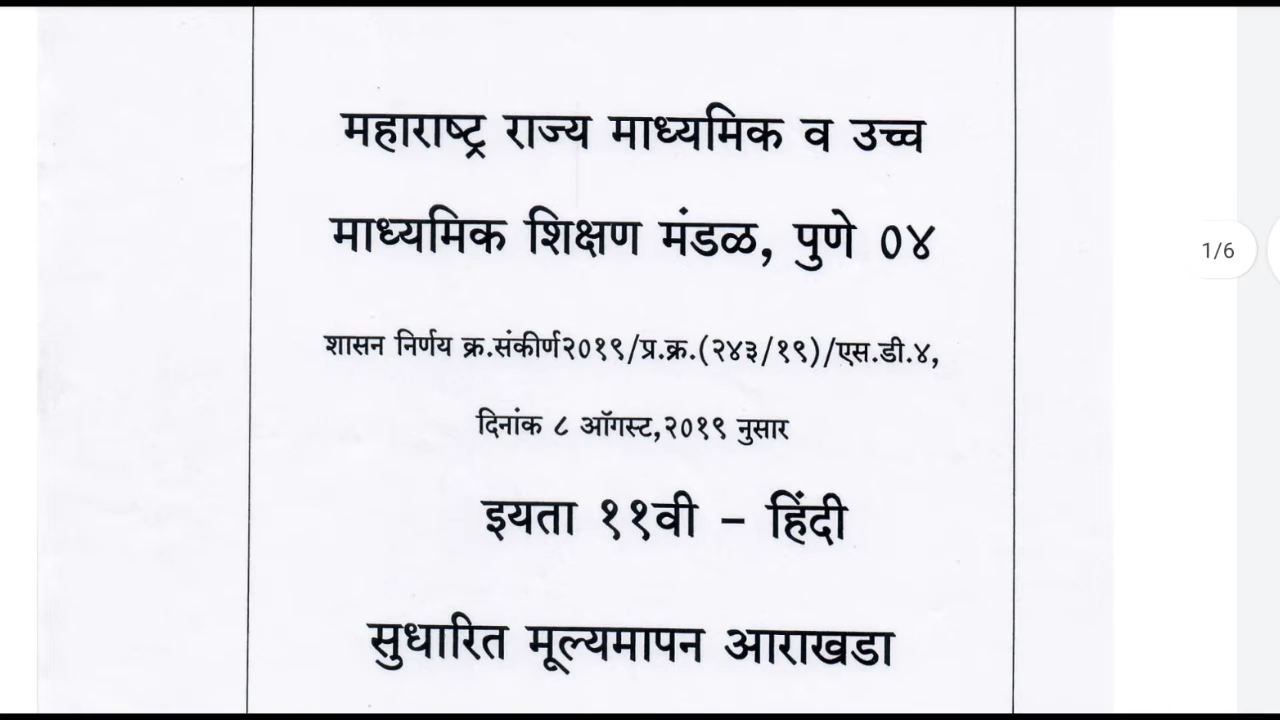 महाराष्ट्र राज्य माध्यमिक व उच्च
माध्यमिक शिक्षण मंडळ, पुणे ०४
1/6
शासन निर्णय क्र.संकीर्ण२०१९/प्र.क्र.(२४३/१९)/एस.डी.४,
दिनांक ८ ऑगस्ट,२०१९ नुसार
इयता ११वी – हिंदी
सुधारित मूल्यमापन आराखडा